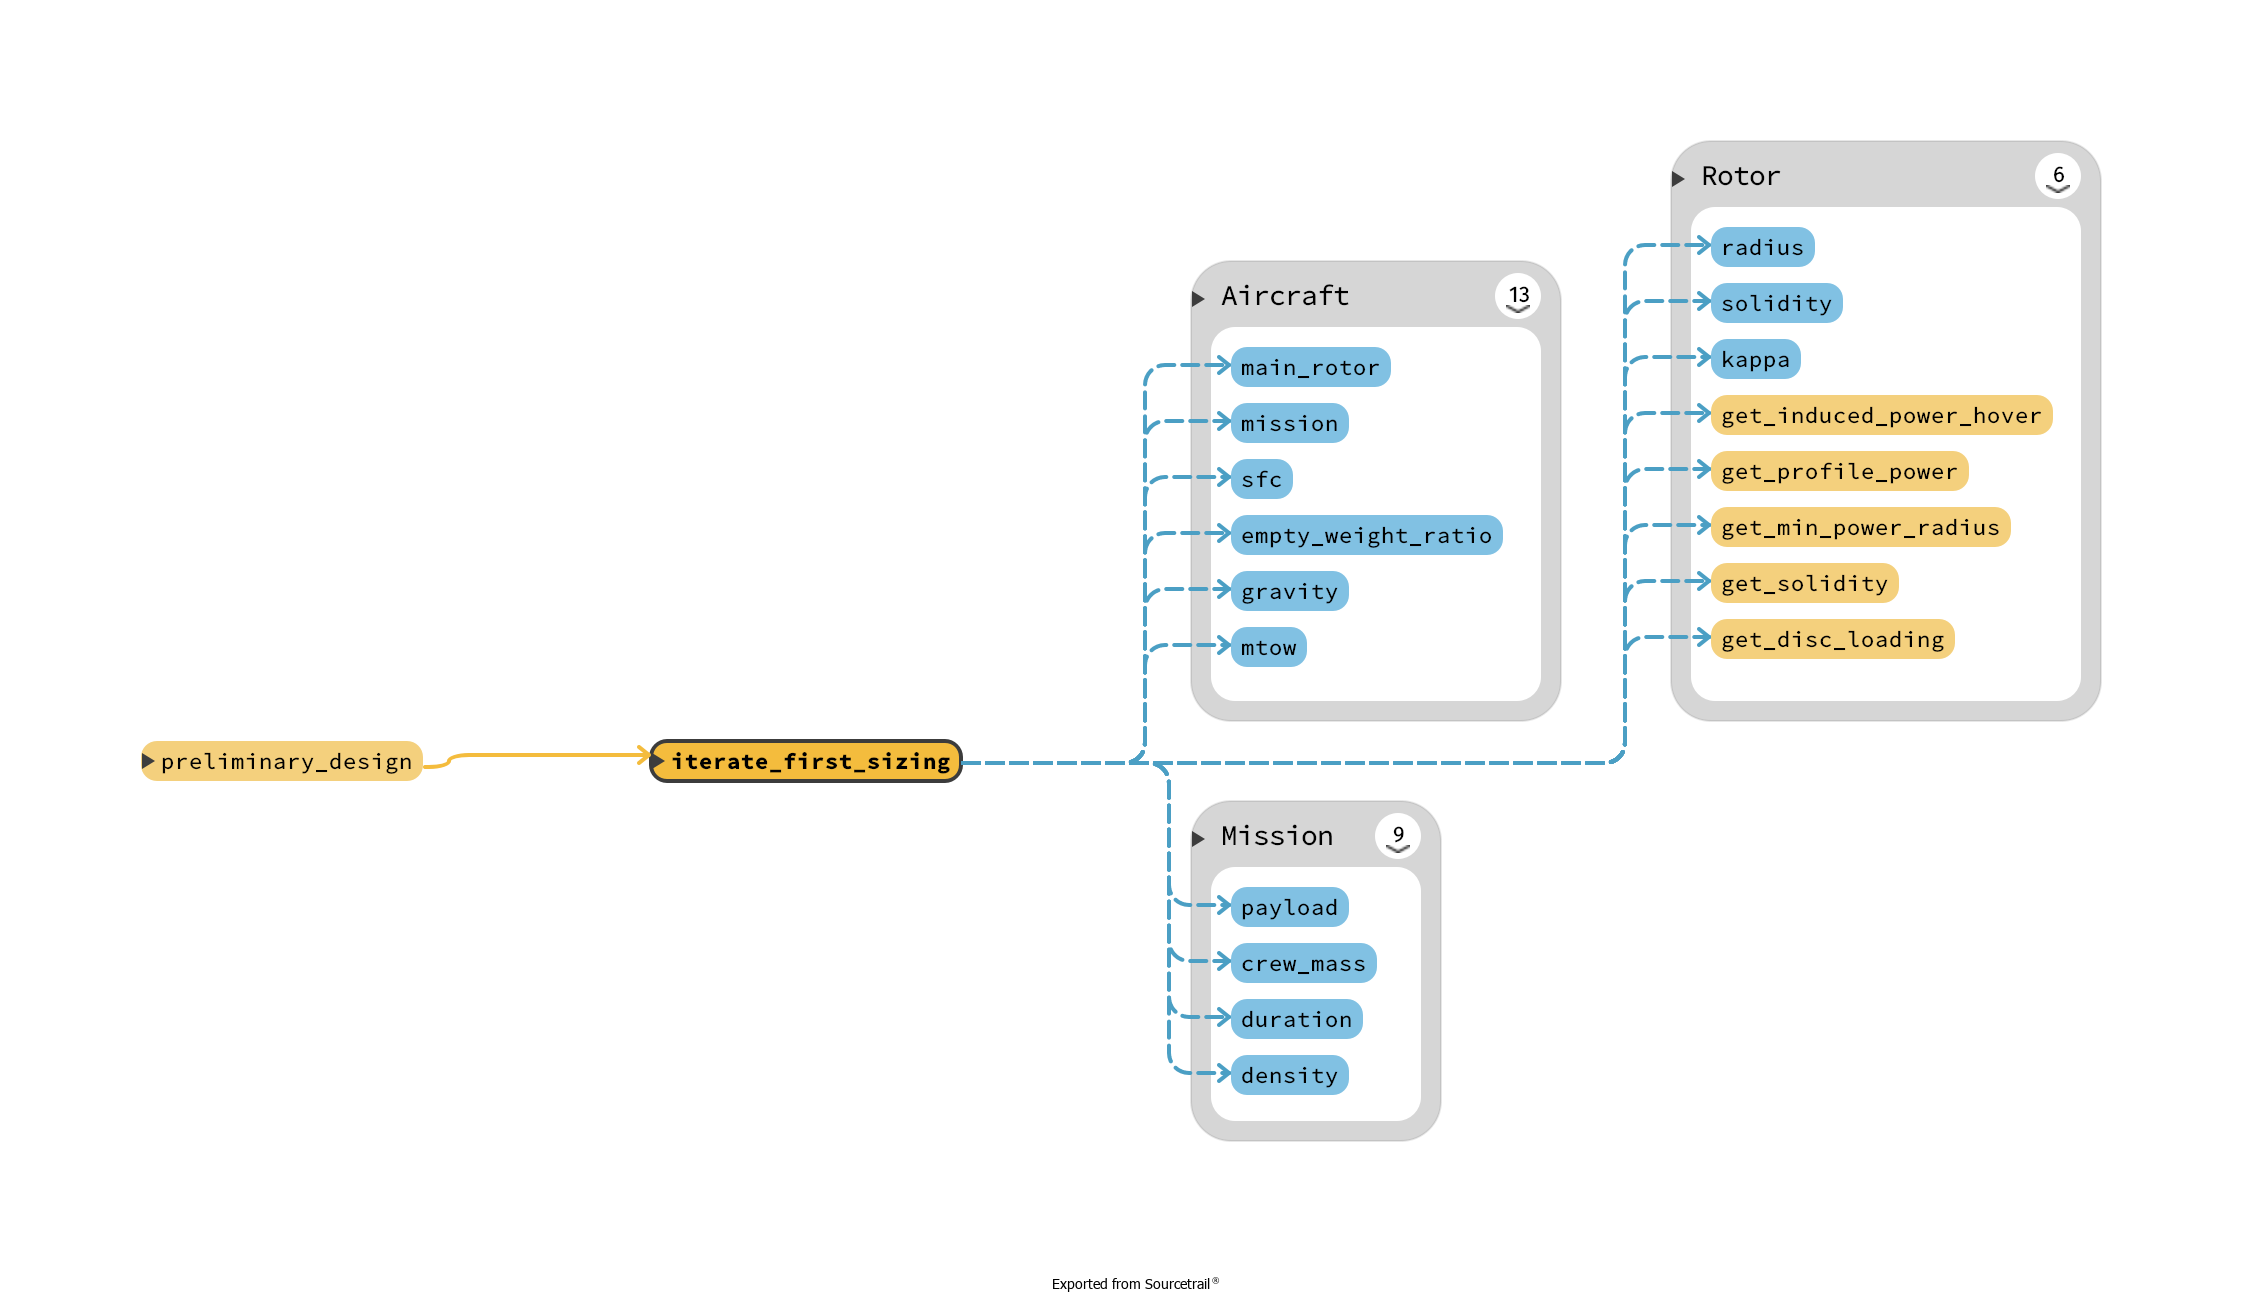 Rotor 6
radius
solidity
kappa
get_induced_power_hover
get_profile_power
get_min_power_radius
get_solidity
get_disc_loading
Aircraft 13
main_rotor
mission
sfc
empty_weight_ratio
gravity
mtow
preliminary_design
iterate_first_sizing
Mission 9
payload
crew_mass
duration
density
Exported from Sourcetrail®